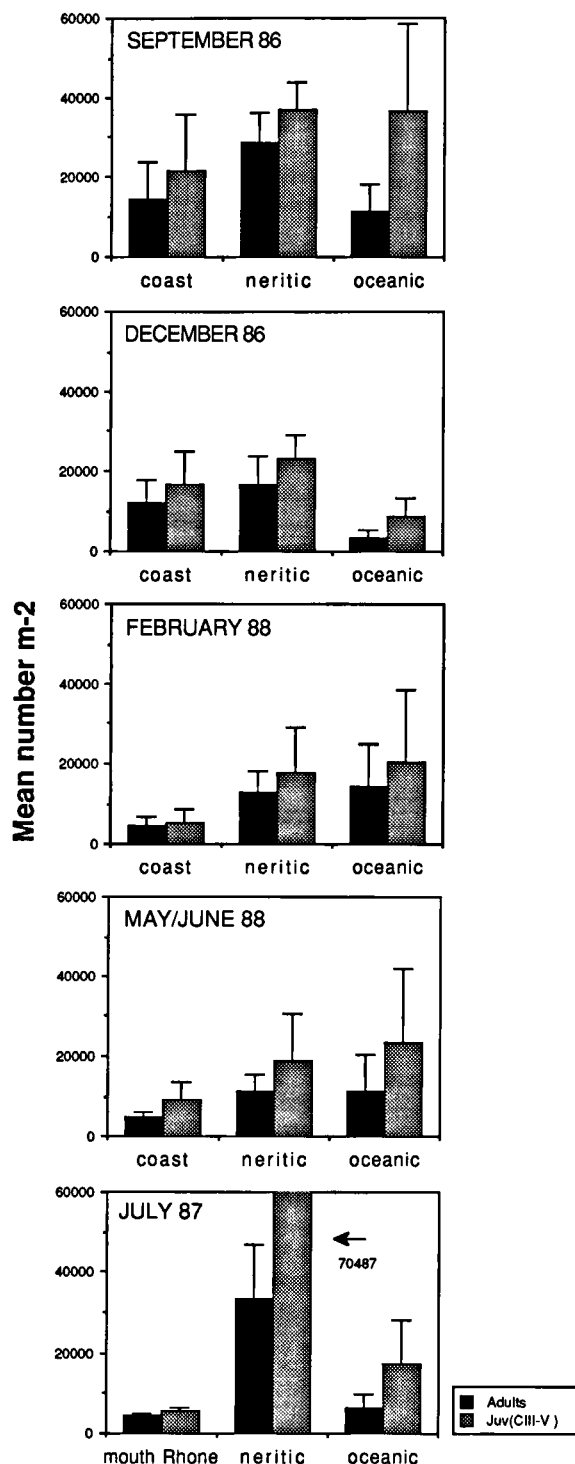 Mean number m-2
SEPTEMBER 86
60000
40000
20000
0
coast neritic oceanic
DECEMBER 86
60000
40000
20000
0
coast neritic oceanic
FEBRUARY 88
60000
40000
20000
0
coast neritic oceanic
MAY/JUNE 88
60000
40000
20000
0
coast neritic oceanic
JULY 87
60000
40000
20000
0
70487
mouth Rhone neritic oceanic
Adults
Juv(CIII-V)